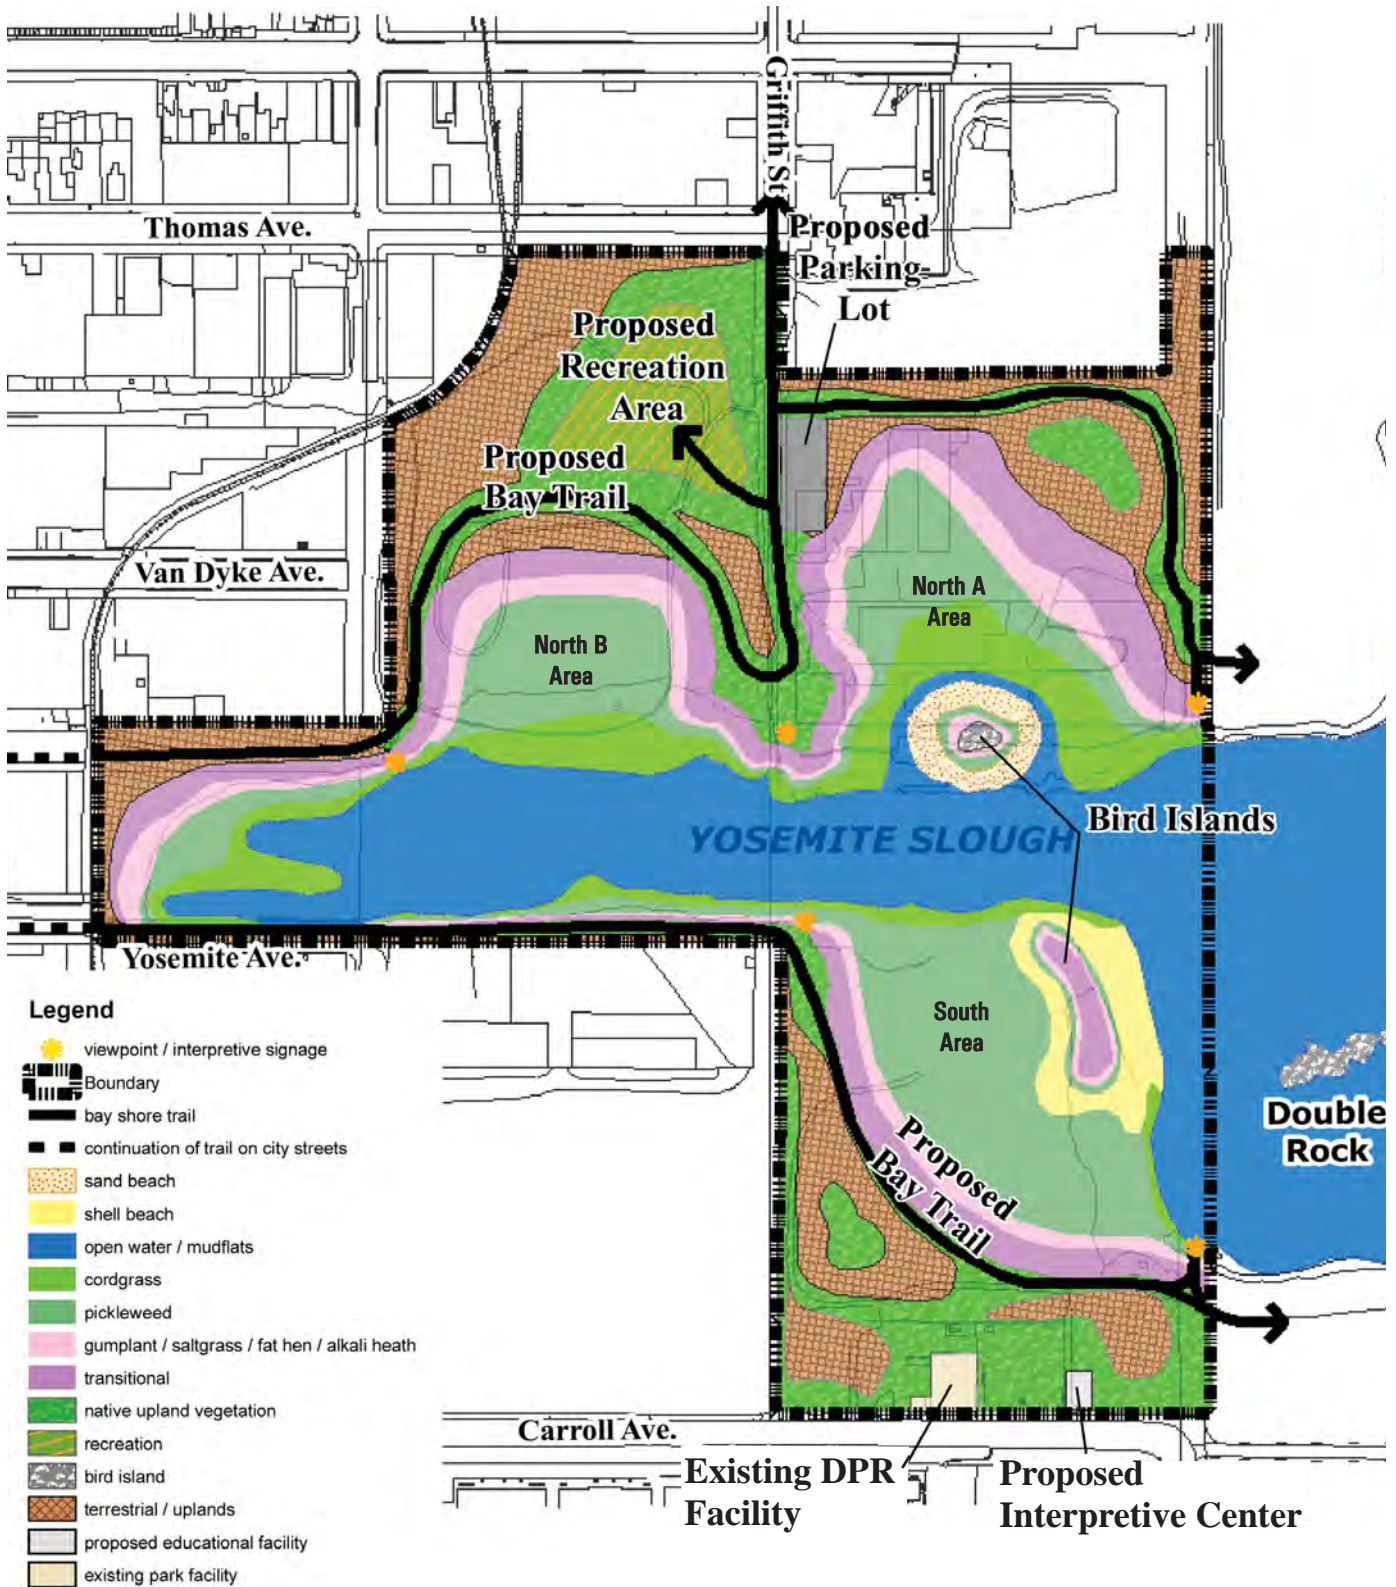 Griffith St
Thomas Ave.
Proposed
Parking
Lot
Proposed
Recreation
Area
Proposed
Bay Trail
Van Dyke Ave.
North A
Area
North B
Area
Bird Islands
YOSEMITE SLOUGH
Yosemite Ave.
South
Area
Double
Rock
Proposed
Bay Trail
Carroll Ave.
Existing DPR
Facility
Proposed
Interpretive Center
Legend
viewpoint / interpretive signage
Boundary
bay shore trail
continuation of trail on city streets
sand beach
shell beach
open water / mudflats
cordgrass
pickleweed
gumplant / saltgrass / fat hen / alkali heath
transitional
native upland vegetation
recreation
bird island
terrestrial / uplands
proposed educational facility
existing park facility